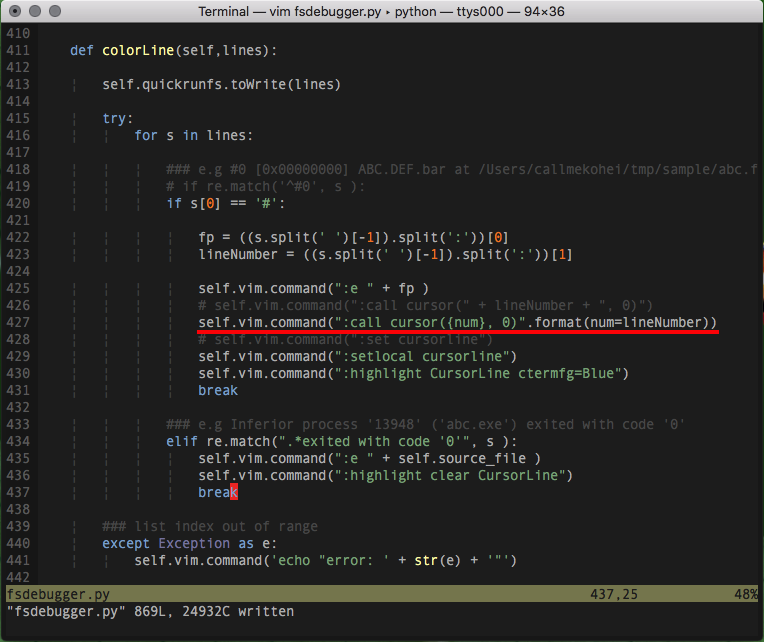 Terminal — vim fsdebugger.py ▸ python — ttys000 — 94×36
410
411 def colorLine(self,lines):
412
413 self.quickrunfs.toWrite(lines)
414
415 try:
416 for s in lines:
417
418 ### e.g #0 [0x00000000] ABC.DEF.bar at /Users/callmekohei/tmp/sample/abc.f
419 # if re.match('^#0', s ):
420 if s[0] == '#':
421
422 fp = ((s.split(' ')[-1]).split(':'))[0]
423 lineNumber = ((s.split(' ')[-1]).split(':'))[1]
424
425 self.vim.command(":e " + fp )
426 # self.vim.command(":call cursor(" + lineNumber + ", 0)")
427 self.vim.command(":call cursor({num}, 0)".format(num=lineNumber))
428 # self.vim.command(":set cursorline")
429 self.vim.command(":setlocal cursorline")
430 self.vim.command(":highlight CursorLine ctermfg=Blue")
431 break
432
433 ### e.g Inferior process '13948' ('abc.exe') exited with code '0'
434 elif re.match(".*exited with code '0'", s ):
435 self.vim.command(":e " + self.source_file )
436 self.vim.command(":highlight clear CursorLine")
437 break
438
439 ### list index out of range
440 except Exception as e:
441 self.vim.command('echo "error: ' + str(e) + '"')
442
fsdebugger.py 437,25 48%
"fsdebugger.py" 869L, 24932C written